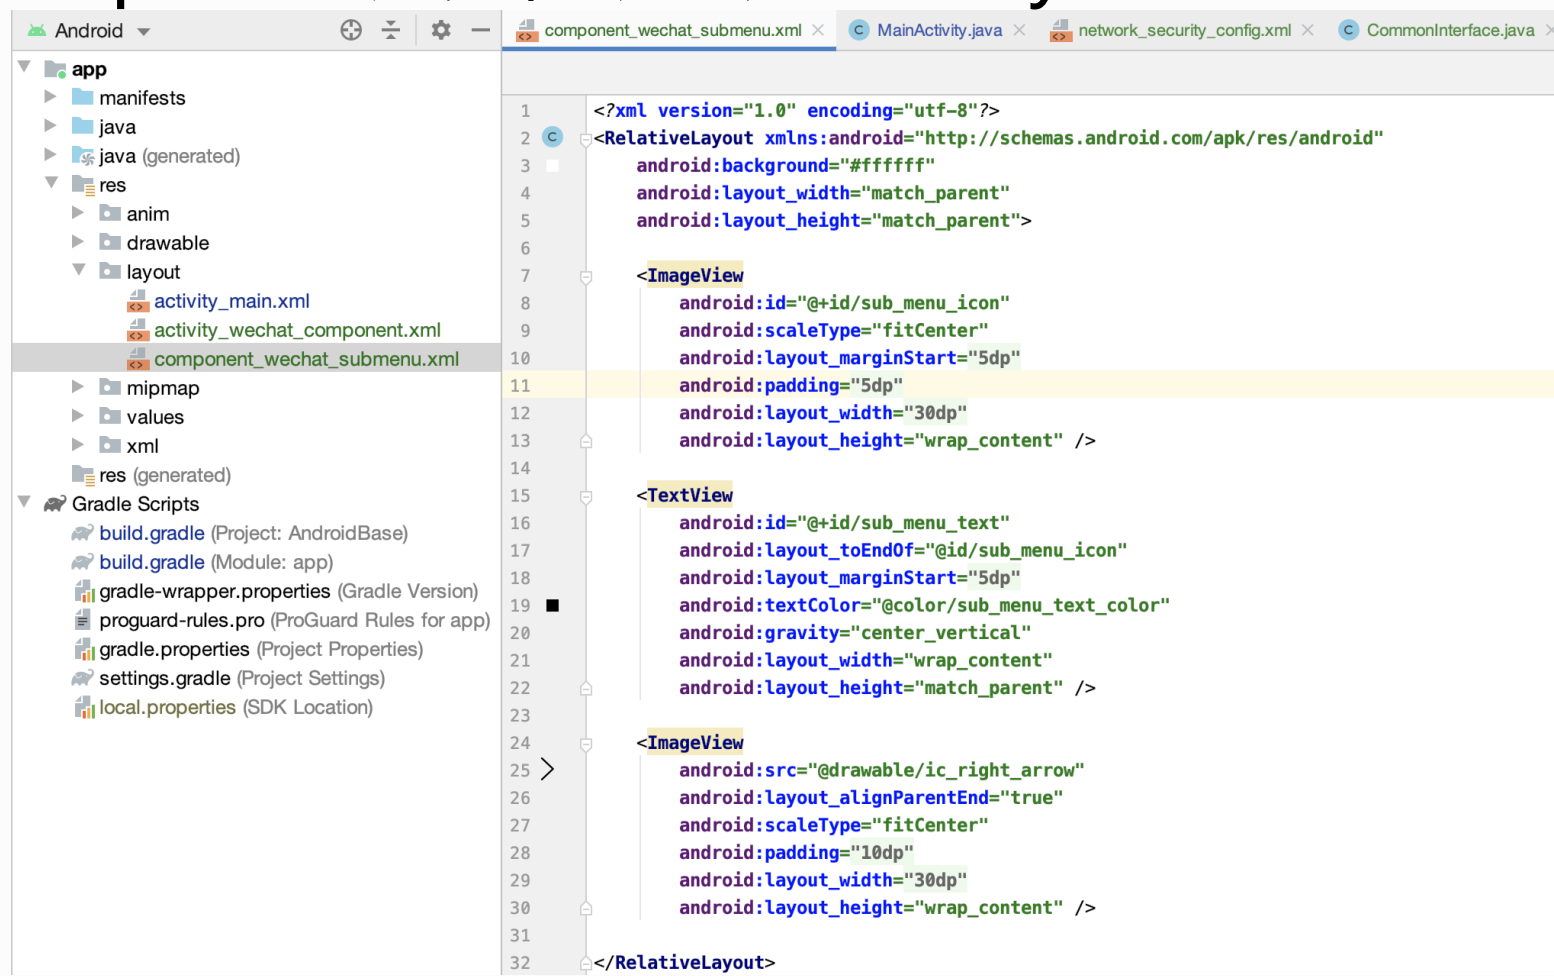 Android
app
manifests
java
java (generated)
res
anim
drawable
layout
activity_main.xml
activity_wechat_component.xml
component_wechat_submenu.xml
mipmap
values
xml
res (generated)
Gradle Scripts
build.gradle (Project: AndroidBase)
build.gradle (Module: app)
gradle-wrapper.properties (Gradle Version)
proguard-rules.pro (ProGuard Rules for app)
gradle.properties (Project Properties)
settings.gradle (Project Settings)
local.properties (SDK Location)
component_wechat_submenu.xml
MainActivity.java
network_security_config.xml
CommonInterface.java
1 <?xml version="1.0" encoding="utf-8"?>
2 <RelativeLayout xmlns:android="http://schemas.android.com/apk/res/android"
3 android:background="#ffffff"
4 android:layout_width="match_parent"
5 android:layout_height="match_parent">
6
7 <ImageView
8 android:id="@+id/sub_menu_icon"
9 android:scaleType="fitCenter"
10 android:layout_marginStart="5dp"
11 android:padding="5dp"
12 android:layout_width="30dp"
13 android:layout_height="wrap_content" />
14
15 <TextView
16 android:id="@+id/sub_menu_text"
17 android:layout_toEndOf="@id/sub_menu_icon"
18 android:layout_marginStart="5dp"
19 android:textColor="@color/sub_menu_text_color"
20 android:gravity="center_vertical"
21 android:layout_width="wrap_content"
22 android:layout_height="match_parent" />
23
24 <ImageView
25 android:src="@drawable/ic_right_arrow"
26 android:layout_alignParentEnd="true"
27 android:scaleType="fitCenter"
28 android:padding="10dp"
29 android:layout_width="30dp"
30 android:layout_height="wrap_content" />
31
32 </RelativeLayout>